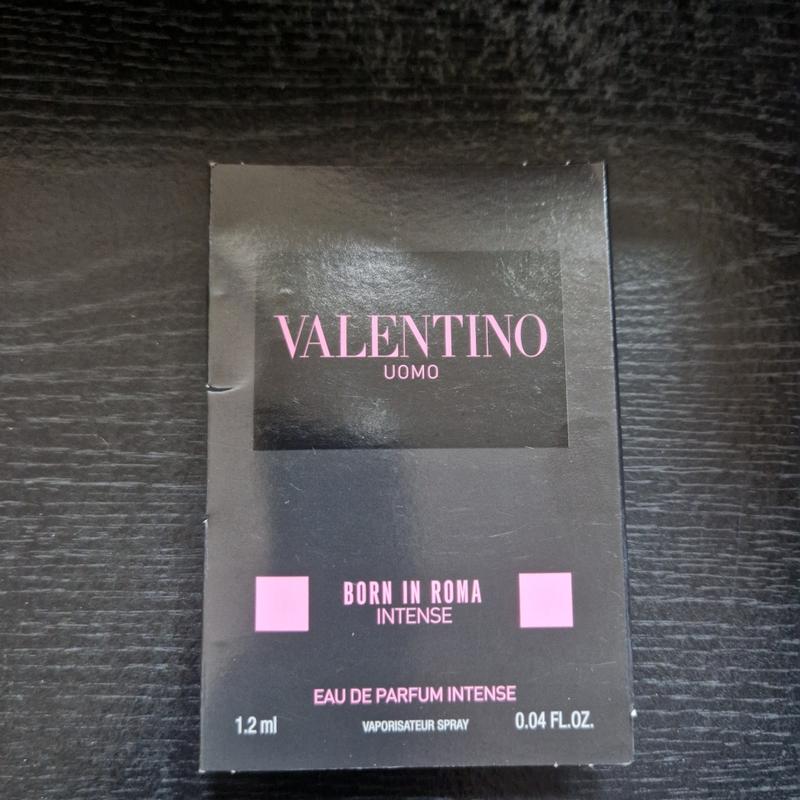 VALENTINO
UOMO
BORN IN ROMA
INTENSE
EAU DE PARFUM INTENSE
1.2 ml VAPORISATEUR SPRAY 0.04 FL.OZ.